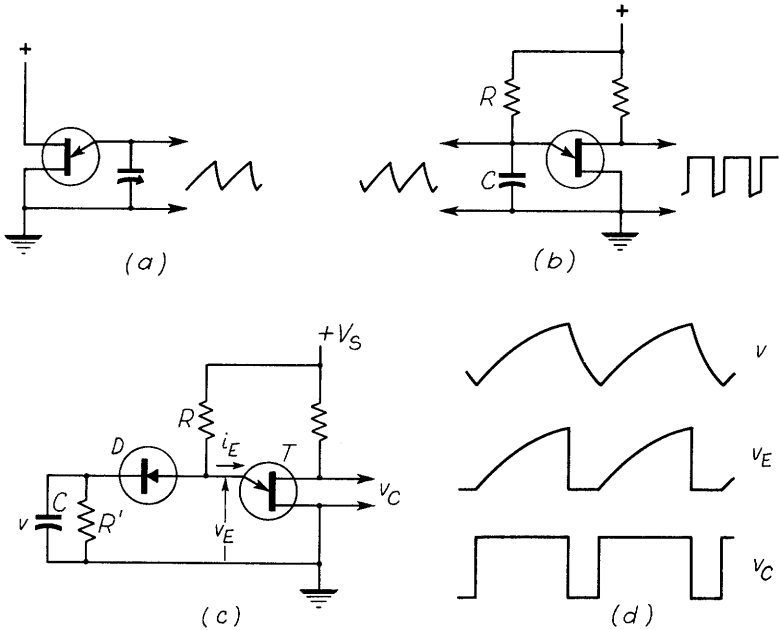 +
+
R
C
(a)
(b)
+V_S
R
D
i_E
T
v
C
R'
v_E
v_C
(c)
v
v_E
v_C
(d)